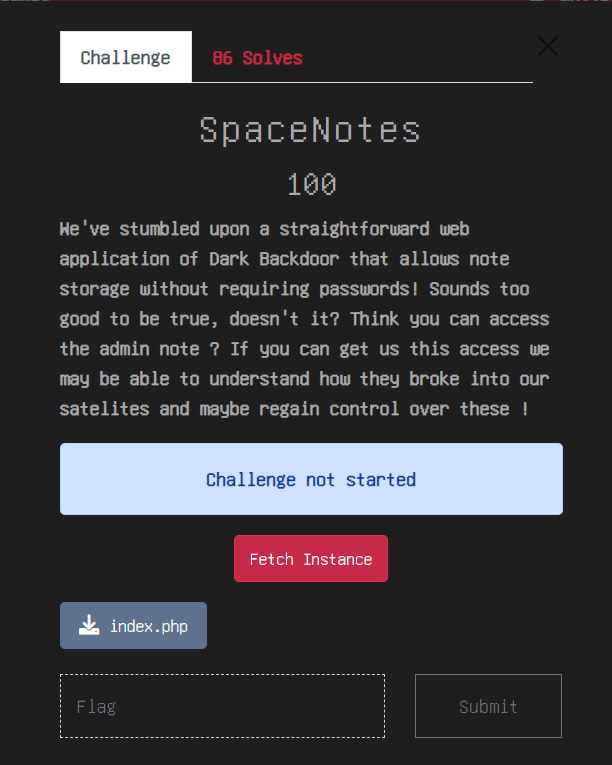 Challenge
86 Solves
SpaceNotes
100
We've stumbled upon a straightforward web
application of Dark Backdoor that allows note
storage without requiring passwords! Sounds too
good to be true, doesn't it? Think you can access
the admin note ? If you can get us this access we
may be able to understand how they broke into our
satelites and maybe regain control over these !
Challenge not started
Fetch Instance
index.php
Flag
Submit